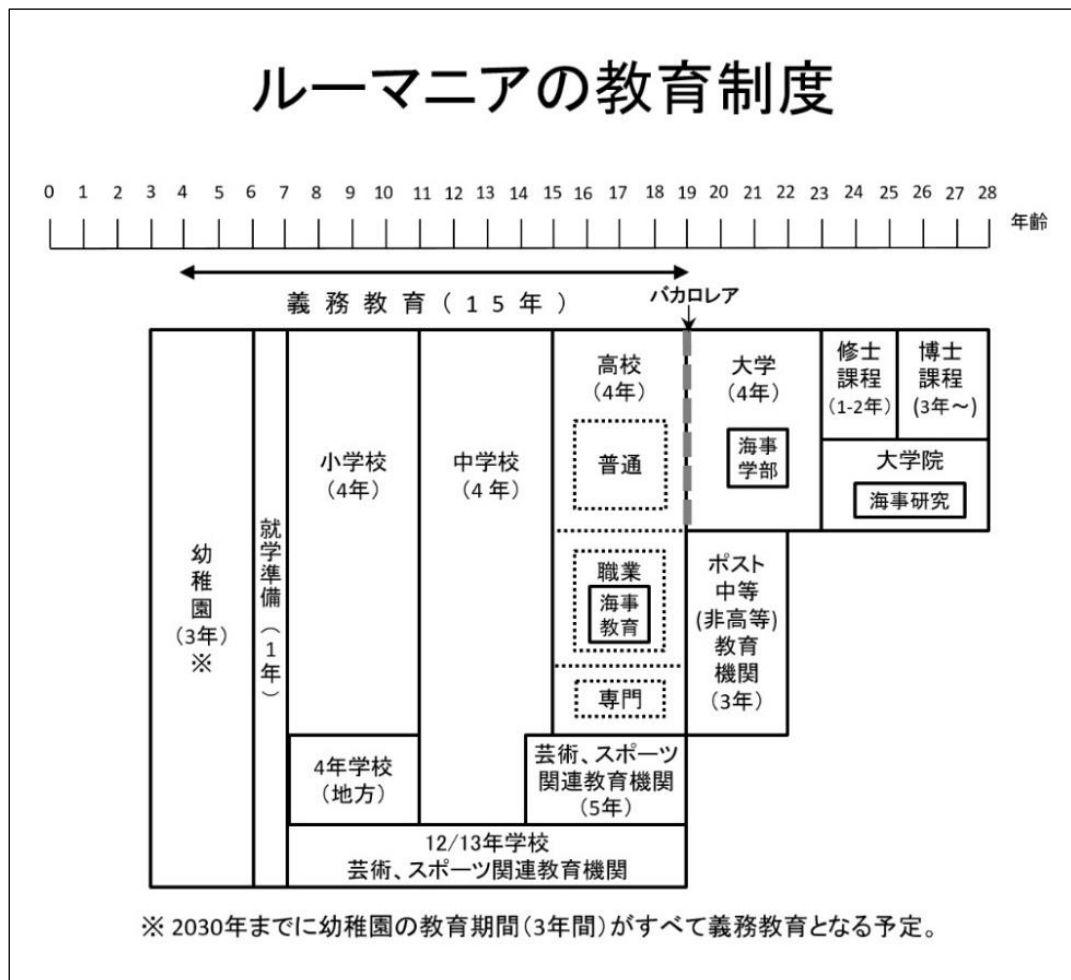 ルーマニアの教育制度
0 1 2 3 4 5 6 7 8 9 10 11 12 13 14 15 16 17 18 19 20 21 22 23 24 25 26 27 28
年齢
義務教育(15年)
バカロレア
幼稚園
(3年)
※
就学準備(1年)
小学校
(4年)
中学校
(4年)
高校
(4年)
普通
職業
海事
教育
専門
大学
(4年)
海事
学部
修士
課程
(1-2年)
博士
課程
(3年~)
大学院
海事研究
ポスト
中等
(非高等)
教育
機関
(3年)
4年学校
(地方)
芸術、スポーツ
関連教育機関
(5年)
12/13年学校
芸術、スポーツ関連教育機関
※ 2030年までに幼稚園の教育期間(3年間)がすべて義務教育となる予定。